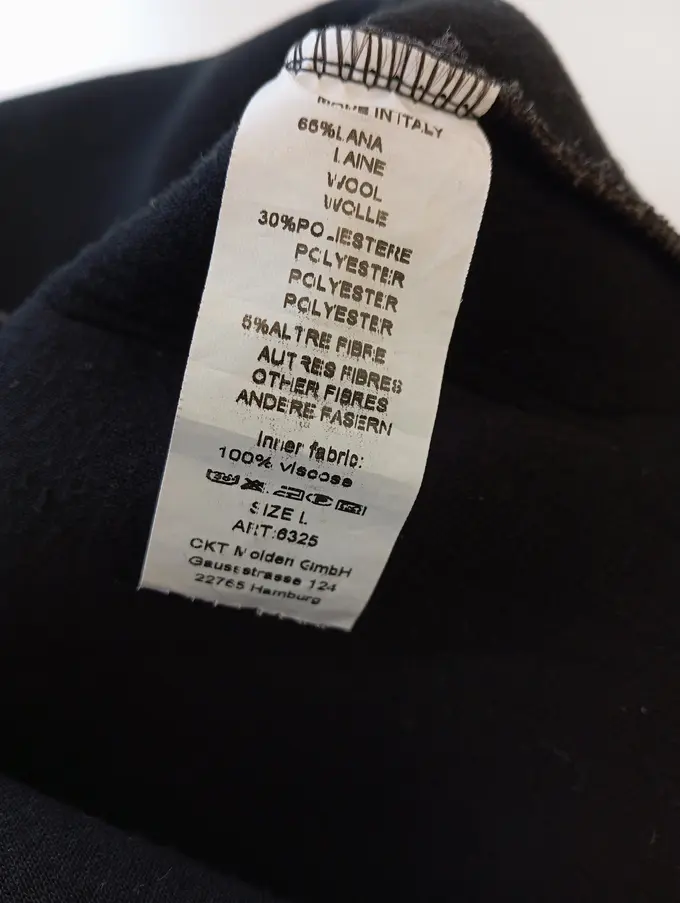 MADE IN ITALY
65%LANA
LAINE
WOOL
WOLLE
30%POLIESTERE
POLYESTER
POLYESTER
POLYESTER
5%ALTRE FIBRE
AUTRES FIBRES
OTHER FIBRES
ANDERE FASERN
Inner fabric:
100% viscose
SIZE L
ART:6325
CKT Molden GmbH
Gaussstrasse 124
22765 Hamburg